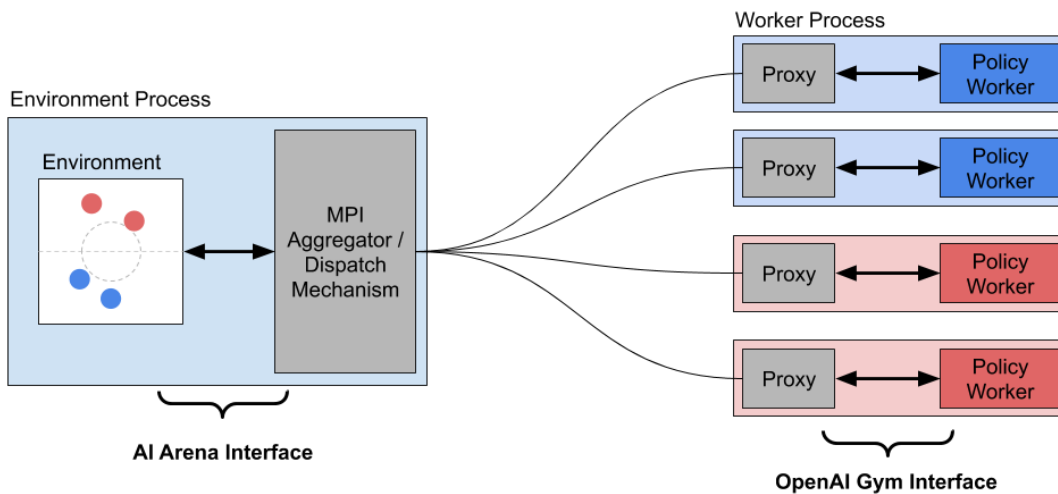 Environment Process
Environment
MPI
Aggregator /
Dispatch
Mechanism
AI Arena Interface
Worker Process
Proxy
Policy
Worker
Proxy
Policy
Worker
Proxy
Policy
Worker
Proxy
Policy
Worker
OpenAI Gym Interface